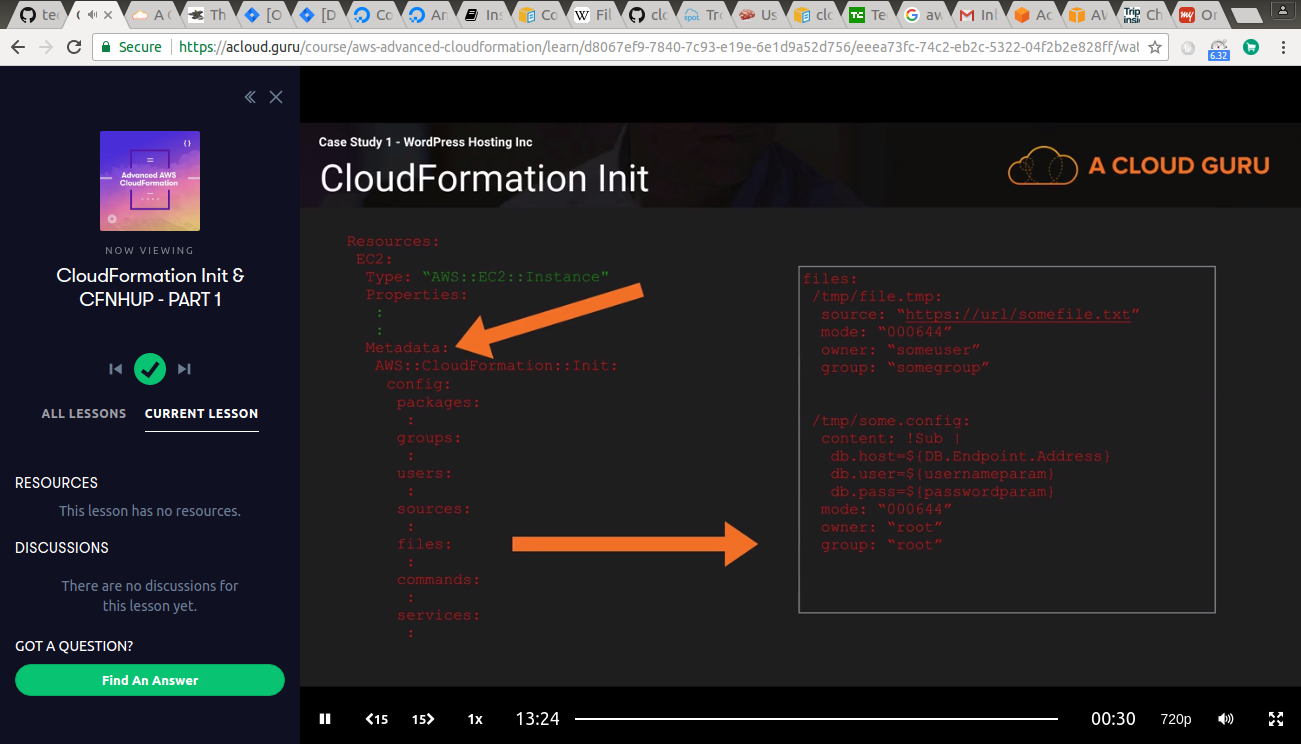 tec
A C
Th
[O
[D
Co
An
Ins
Co
Fil
clo
Tro
Us
clo
Te
aw
Inl
Ac
AW
Ch
Or
Secure
https://acloud.guru/course/aws-advanced-cloudformation/learn/d8067ef9-7840-7c93-e19e-6e1d9a52d756/eeea73fc-74c2-eb2c-5322-04f2b2e828ff/wat
6.32
Advanced AWS
CloudFormation
NOW VIEWING
CloudFormation Init &
CFNHUP - PART 1
ALL LESSONS
CURRENT LESSON
RESOURCES
This lesson has no resources.
DISCUSSIONS
There are no discussions for
this lesson yet.
GOT A QUESTION?
Find An Answer
Case Study 1 - WordPress Hosting Inc
CloudFormation Init
A CLOUD GURU
Resources:
EC2:
Type: “AWS::EC2::Instance"
Properties:
:
:
Metadata:
AWS::CloudFormation::Init:
config:
packages:
:
groups:
:
users:
:
sources:
:
files:
:
commands:
:
services:
:
files:
/tmp/file.tmp:
source: “https://url/somefile.txt”
mode: “000644”
owner: “someuser”
group: “somegroup”
/tmp/some.config:
content: !Sub |
db.host=${DB.Endpoint.Address}
db.user=${usernameparam}
db.pass=${passwordparam}
mode: “000644”
owner: “root”
group: “root”
15
15
1x
13:24
00:30
720p